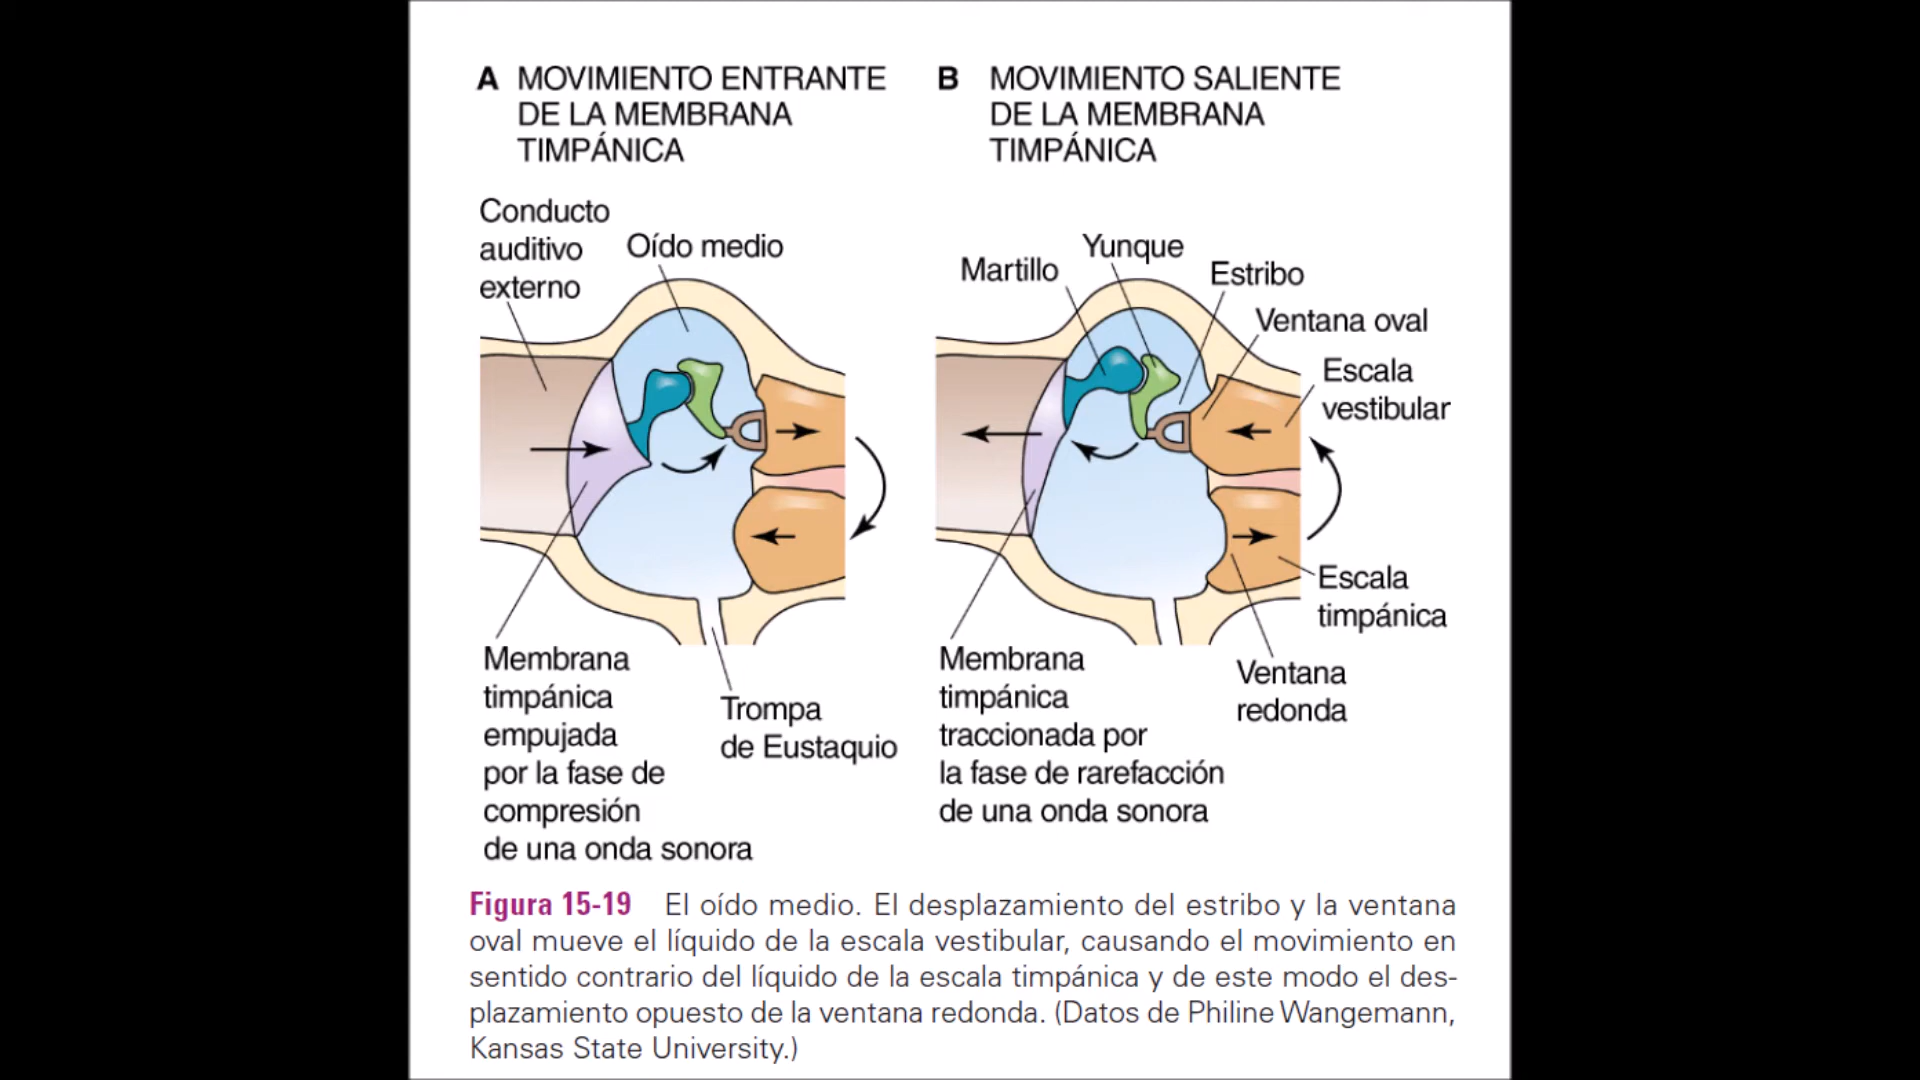 A MOVIMIENTO ENTRANTE
DE LA MEMBRANA
TIMPÁNICA
Conducto
auditivo
externo
Oído medio
Membrana
timpánica
empujada
por la fase de
compresión
de una onda sonora
Trompa
de Eustaquio
B MOVIMIENTO SALIENTE
DE LA MEMBRANA
TIMPÁNICA
Martillo
Yunque
Estribo
Ventana oval
Escala
vestibular
Escala
timpánica
Ventana
redonda
Membrana
timpánica
traccionada por
la fase de rarefacción
de una onda sonora
Figura 15-19 El oído medio. El desplazamiento del estribo y la ventana
oval mueve el líquido de la escala vestibular, causando el movimiento en
sentido contrario del líquido de la escala timpánica y de este modo el des-
plazamiento opuesto de la ventana redonda. (Datos de Philine Wangemann,
Kansas State University.)